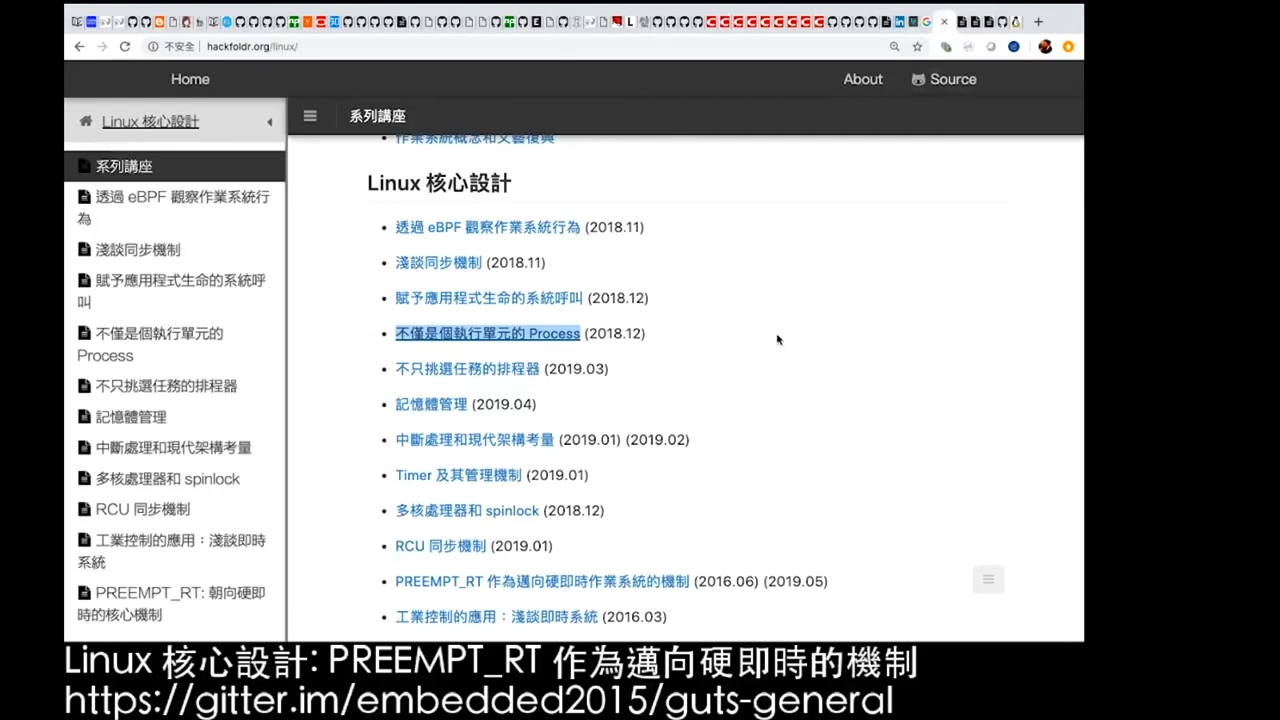 不安全 hackfoldr.org/linux/
Home
About
Source
Linux 核心設計
系列講座
系列講座
透過 eBPF 觀察作業系統行
為
淺談同步機制
賦予應用程式生命的系統呼
叫
不僅是個執行單元的
Process
不只挑選任務的排程器
記憶體管理
中斷處理和現代架構考量
多核處理器和 spinlock
RCU 同步機制
工業控制的應用：淺談即時
系統
PREEMPT_RT: 朝向硬即
時的核心機制
作業系統概念和文藝復興
Linux 核心設計
透過 eBPF 觀察作業系統行為 (2018.11)
淺談同步機制 (2018.11)
賦予應用程式生命的系統呼叫 (2018.12)
不僅是個執行單元的 Process (2018.12)
不只挑選任務的排程器 (2019.03)
記憶體管理 (2019.04)
中斷處理和現代架構考量 (2019.01) (2019.02)
Timer 及其管理機制 (2019.01)
多核處理器和 spinlock (2018.12)
RCU 同步機制 (2019.01)
PREEMPT_RT 作為邁向硬即時作業系統的機制 (2016.06) (2019.05)
工業控制的應用：淺談即時系統 (2016.03)
Linux 核心設計: PREEMPT_RT 作為邁向硬即時的機制
https://gitter.im/embedded2015/guts-general